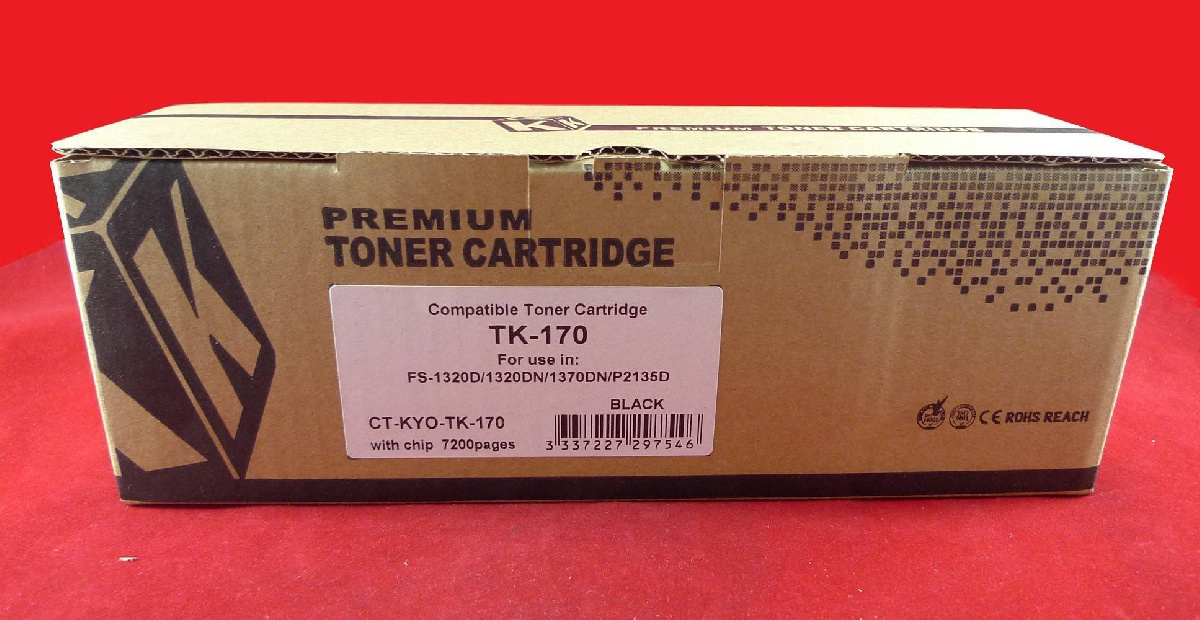 K K
PREMIUM TONER CARTRIDGE
PREMIUM
TONER CARTRIDGE
K
Compatible Toner Cartridge
TK-170
For use in:
FS-1320D/1320DN/1370DN/P2135D
BLACK
CT-KYO-TK-170
with chip 7200pages
3 337227 297546
CE ROHS REACH